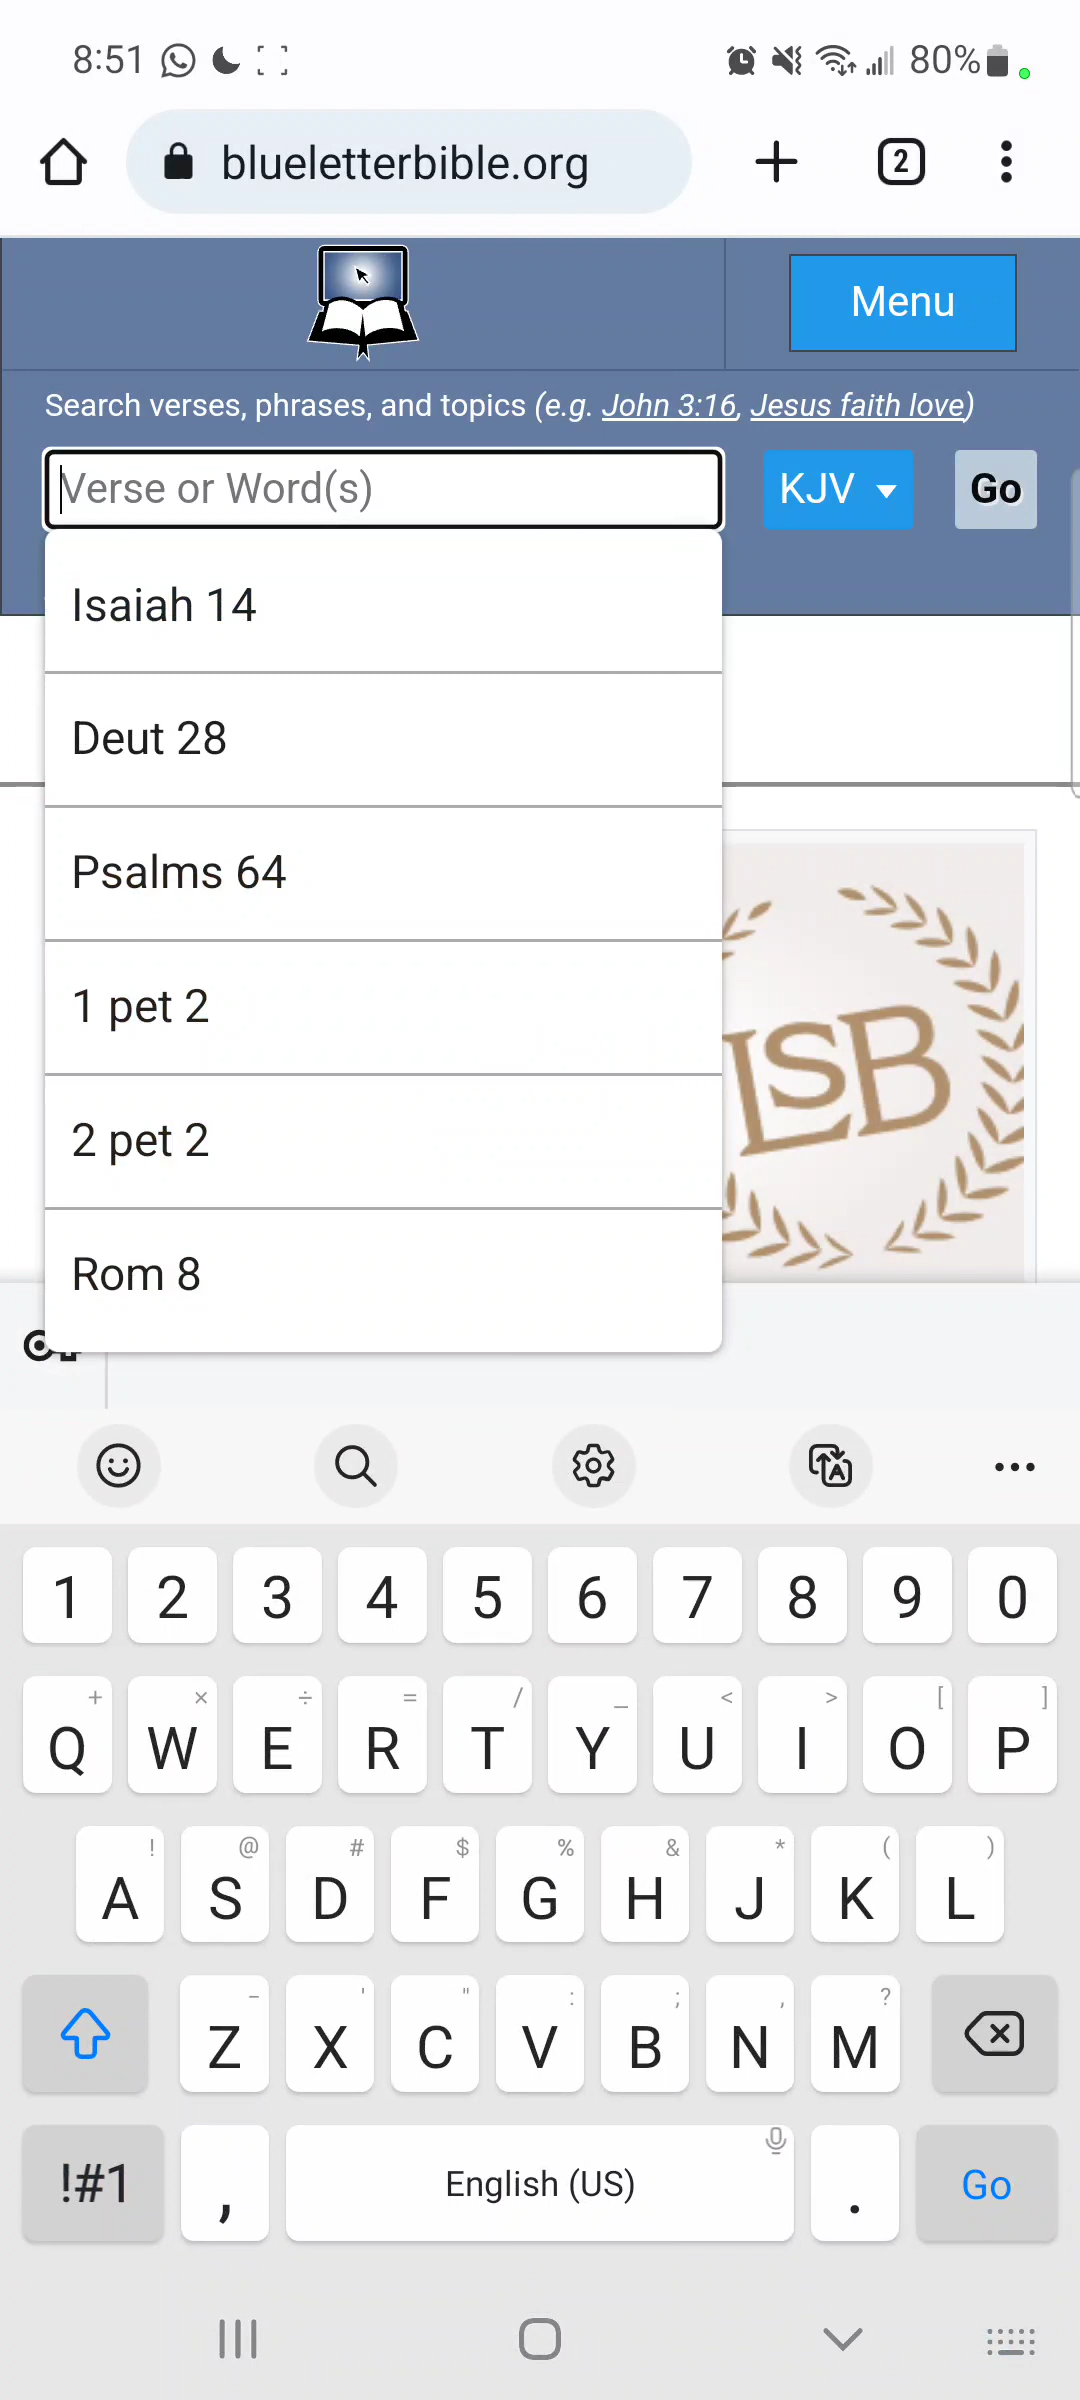 8:51 80%
blueletterbible.org 2
Menu
Search verses, phrases, and topics (e.g. John 3:16, Jesus faith love)
Verse or Word(s) KJV Go
Isaiah 14
Deut 28
Psalms 64
1 pet 2
2 pet 2
Rom 8
LSB
1 2 3 4 5 6 7 8 9 0
+ × ÷ = / _ < > [ ]
Q W E R T Y U I O P
! @ # $ % & * ( )
A S D F G H J K L
- ' " : ; , ?
Z X C V B N M
!#1 , English (US) . Go